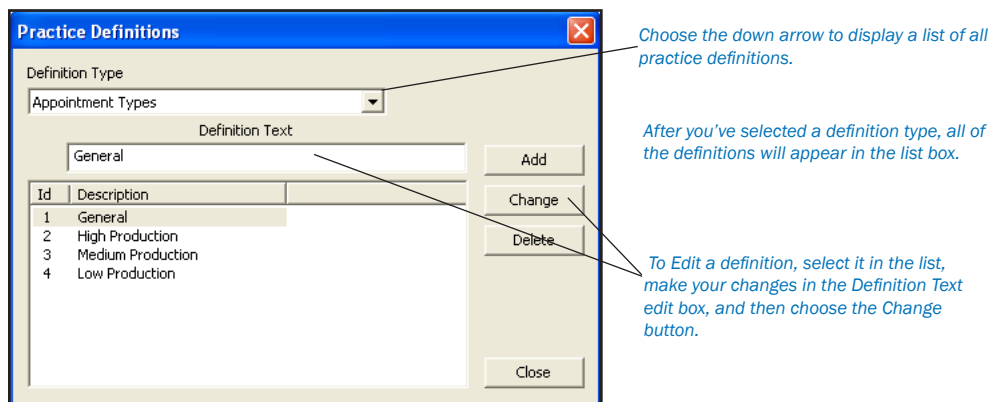 Practice Definitions
Choose the down arrow to display a list of all
practice definitions.
Definition Type
Appointment Types
Definition Text
General
Add
After you've selected a definition type, all of
the definitions will appear in the list box.
Id Description
Change
1 General
2 High Production
Delete
3 Medium Production
4 Low Production
To Edit a definition, select it in the list,
make your changes in the Definition Text
edit box, and then choose the Change
button.
Close